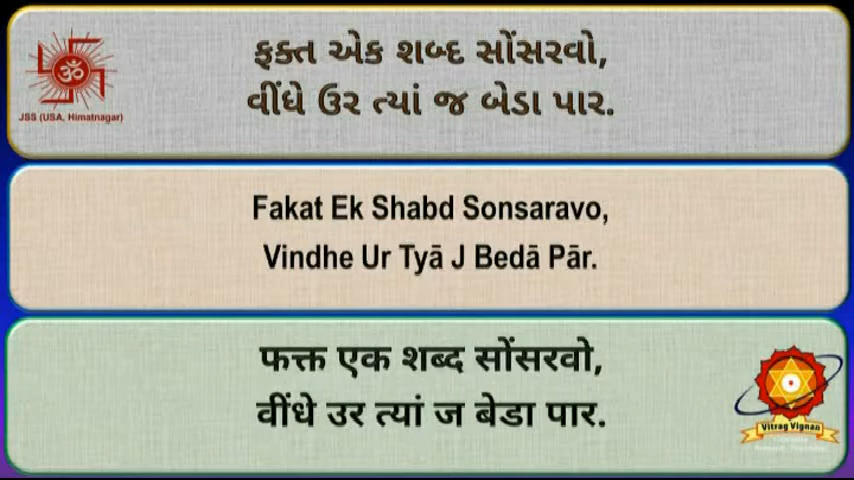 ફક્ત એક શબ્દ સોંસરવો,
વીંધે ઉર ત્યાં જ બેડા પાર.
JSS (USA, Himatnagar)
Fakat Ek Shabd Sonsaravo,
Vindhe Ur Tyā J Bedā Pār.
फक्त एक शब्द सोंसरवो,
वींधे उर त्यां ज बेडा पार.
Vitrag Vignan